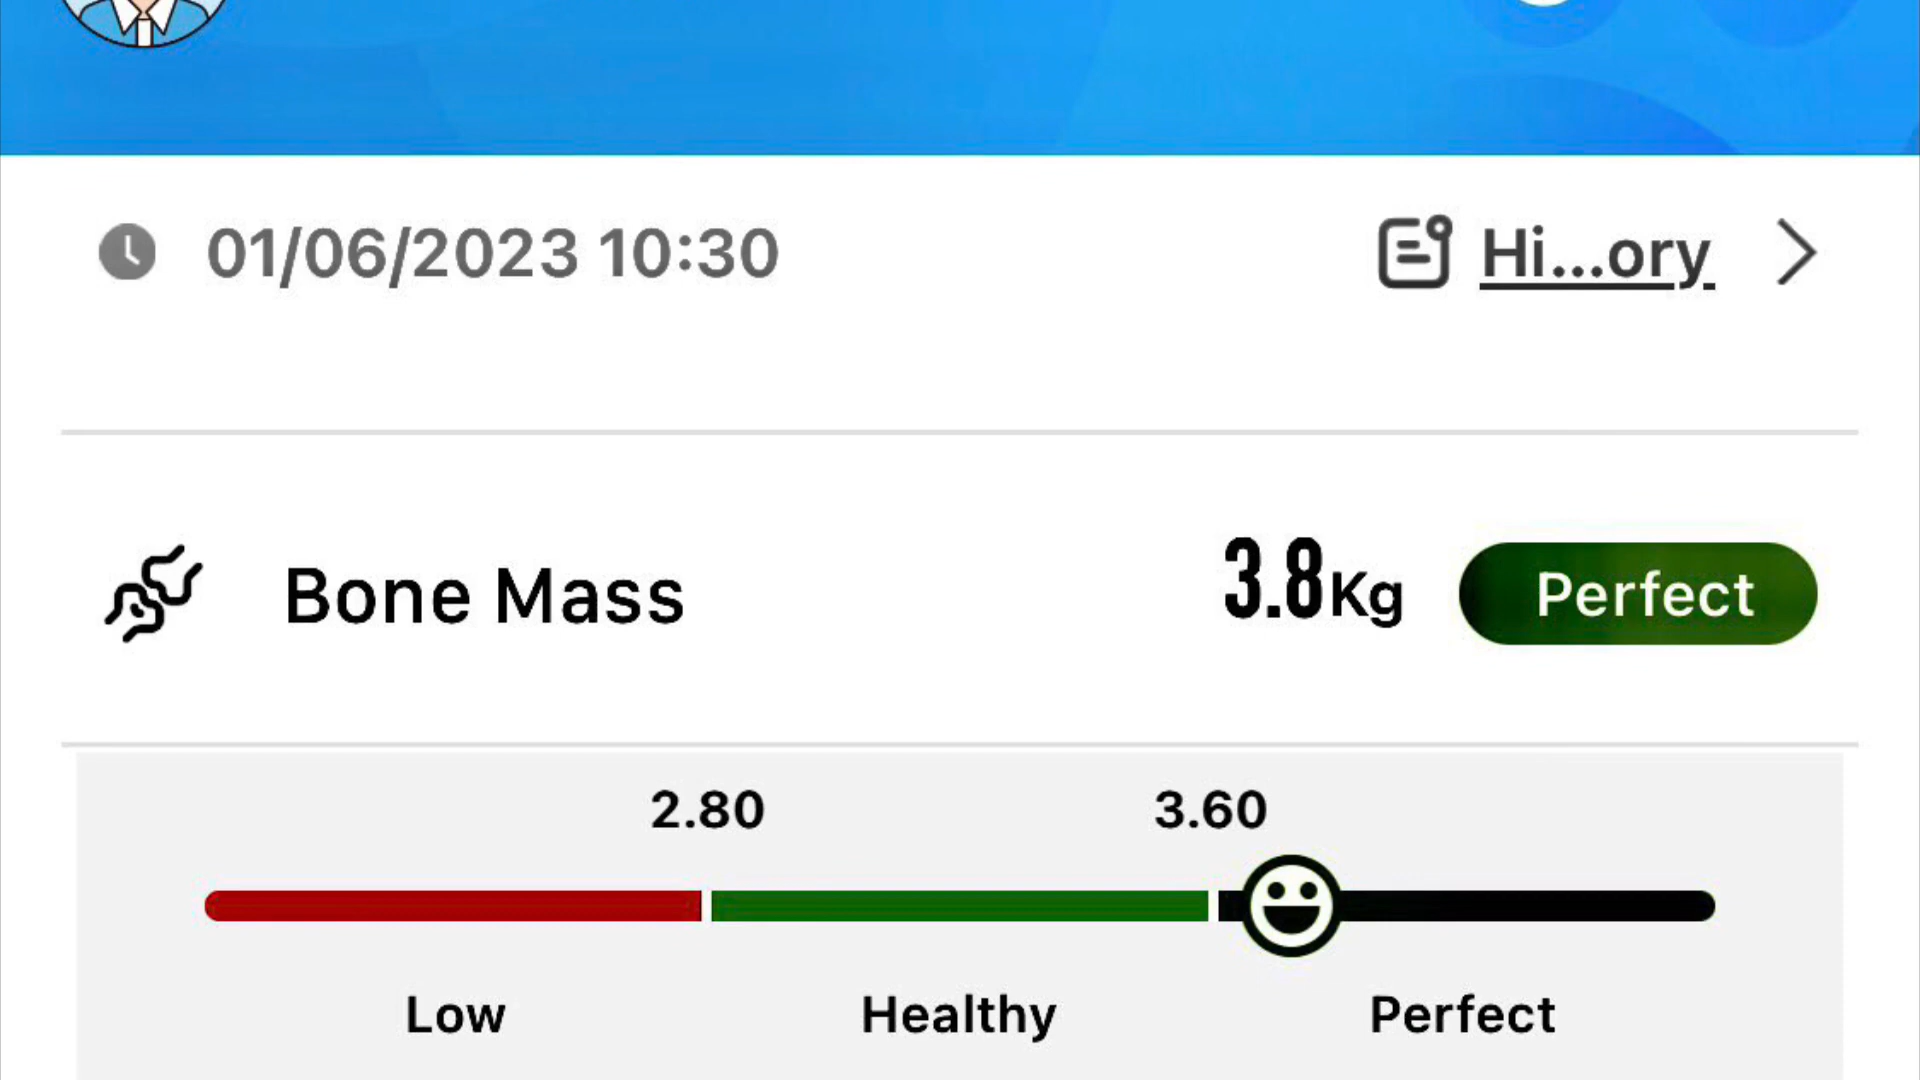 01/06/2023 10:30
Hi...ory
Bone Mass
3.8Kg
Perfect
2.80
3.60
Low
Healthy
Perfect